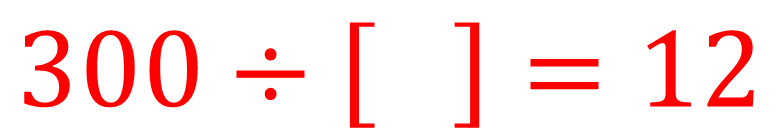 300 ÷ [  ] = 12